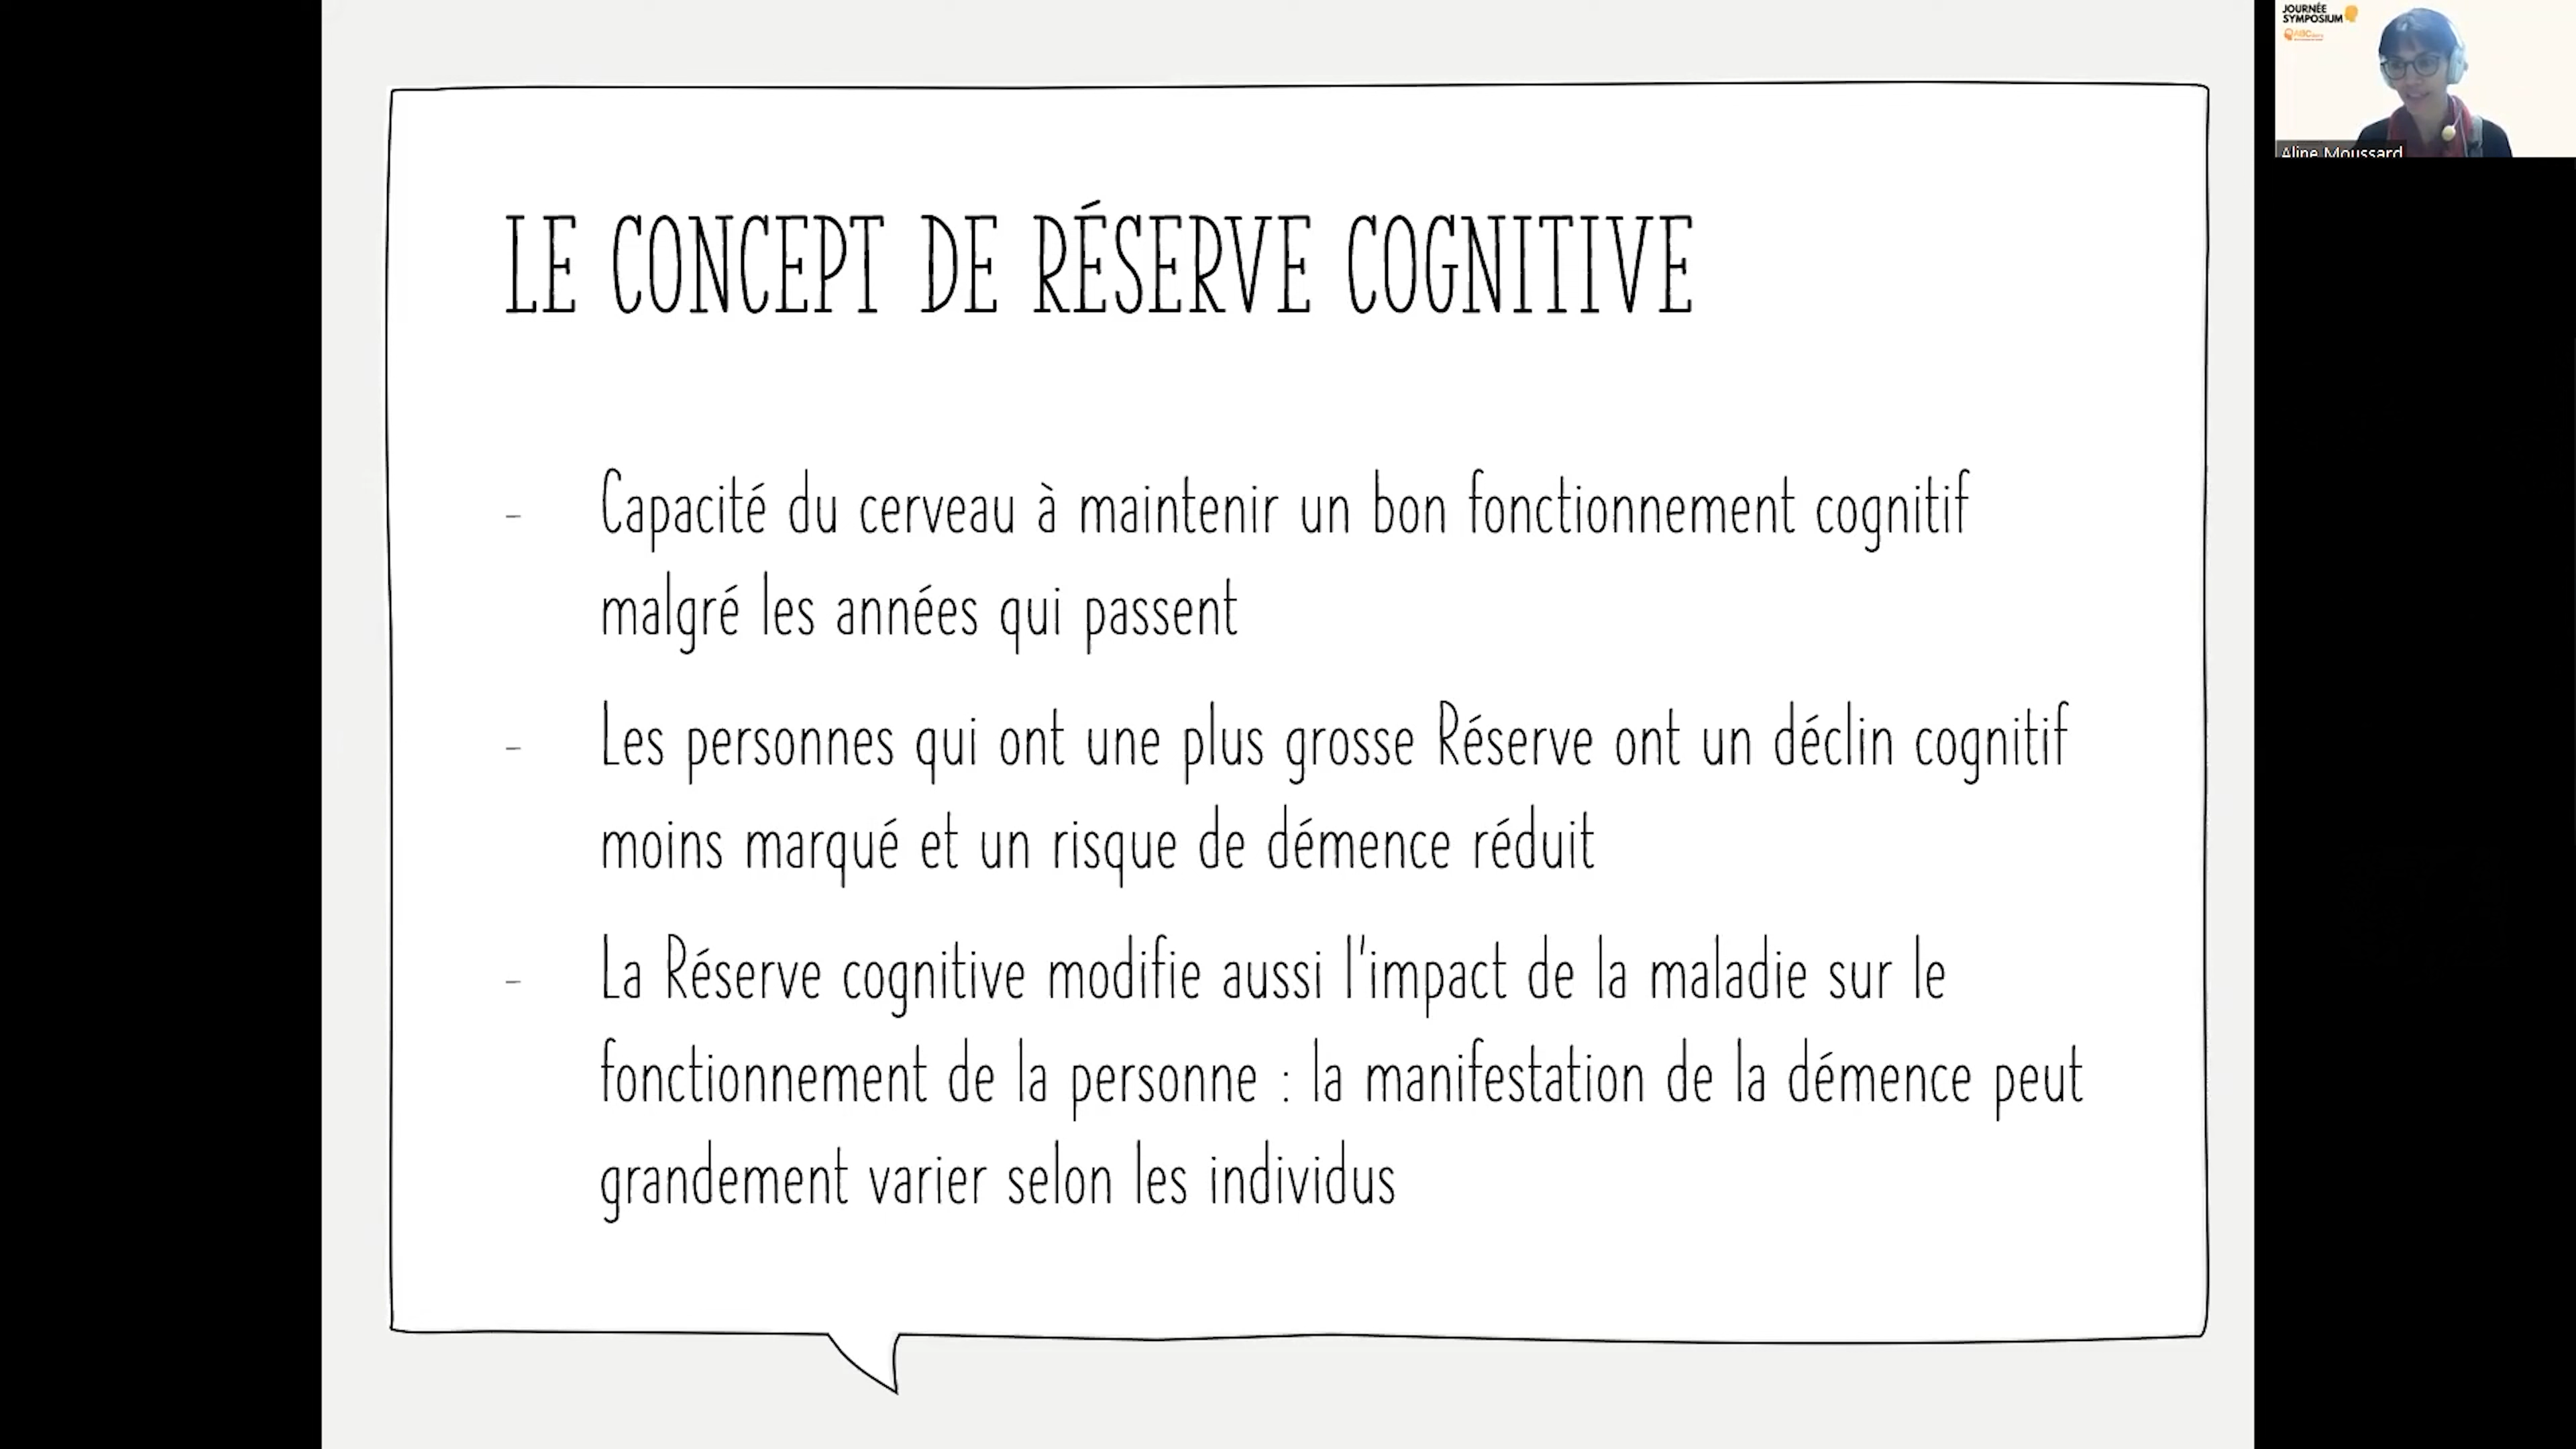 LE CONCEPT DE RÉSERVE COGNITIVE
- Capacité du cerveau à maintenir un bon fonctionnement cognitif
malgré les années qui passent
- Les personnes qui ont une plus grosse Réserve ont un déclin cognitif
moins marqué et un risque de démence réduit
- La Réserve cognitive modifie aussi l'impact de la maladie sur le
fonctionnement de la personne : la manifestation de la démence peut
grandement varier selon les individus
JOURNÉE
SYMPOSIUM
Aline Moussard